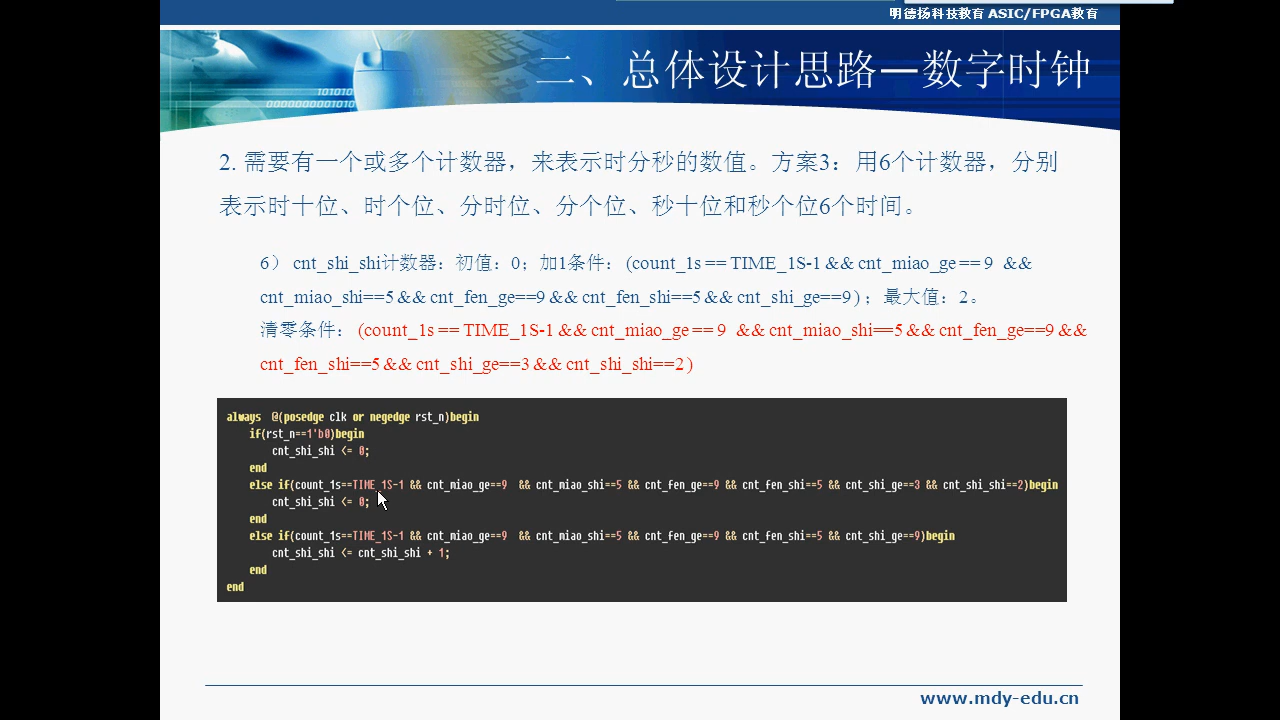 明德扬科技教育 ASIC/FPGA教育
二、总体设计思路—数字时钟
101010
0000000001010
2. 需要有一个或多个计数器，来表示时分秒的数值。方案3：用6个计数器，分别
表示时十位、时个位、分时位、分个位、秒十位和秒个位6个时间。
6） cnt_shi_shi计数器：初值：0；加1条件：(count_1s == TIME_1S-1 && cnt_miao_ge == 9 &&
cnt_miao_shi==5 && cnt_fen_ge==9 && cnt_fen_shi==5 && cnt_shi_ge==9) ；最大值：2。
清零条件： (count_1s == TIME_1S-1 && cnt_miao_ge == 9 && cnt_miao_shi==5 && cnt_fen_ge==9 &&
cnt_fen_shi==5 && cnt_shi_ge==3 && cnt_shi_shi==2 )
always @(posedge clk or negedge rst_n)begin
if(rst_n==1'b0)begin
cnt_shi_shi <= 0;
end
else if(count_1s==TIME_1S-1 && cnt_miao_ge==9 && cnt_miao_shi==5 && cnt_fen_ge==9 && cnt_fen_shi==5 && cnt_shi_ge==3 && cnt_shi_shi==2)begin
cnt_shi_shi <= 0;
end
else if(count_1s==TIME_1S-1 && cnt_miao_ge==9 && cnt_miao_shi==5 && cnt_fen_ge==9 && cnt_fen_shi==5 && cnt_shi_ge==9)begin
cnt_shi_shi <= cnt_shi_shi + 1;
end
end
www.mdy-edu.cn